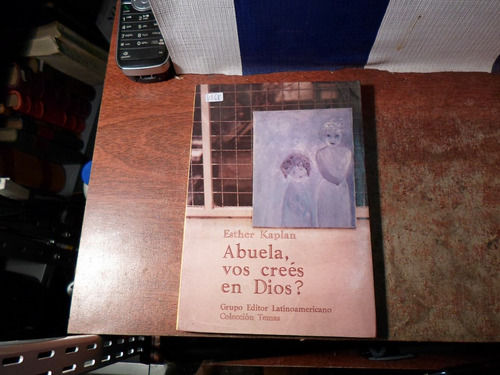 Esther Kaplan
Abuela,
vos creés
en Dios?
Grupo Editor Latinoamericano
Colección Temas